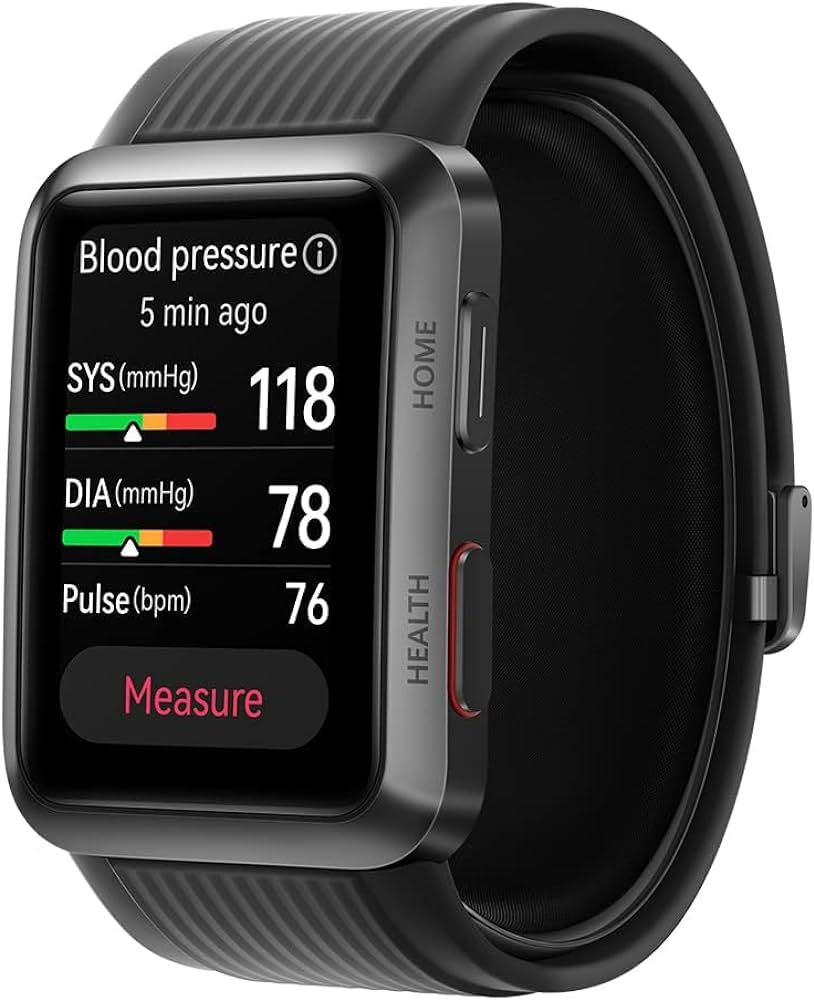 Blood pressure ⓘ
5 min ago
SYS (mmHg) 118
DIA (mmHg) 78
Pulse (bpm) 76
Measure
HOME
HEALTH